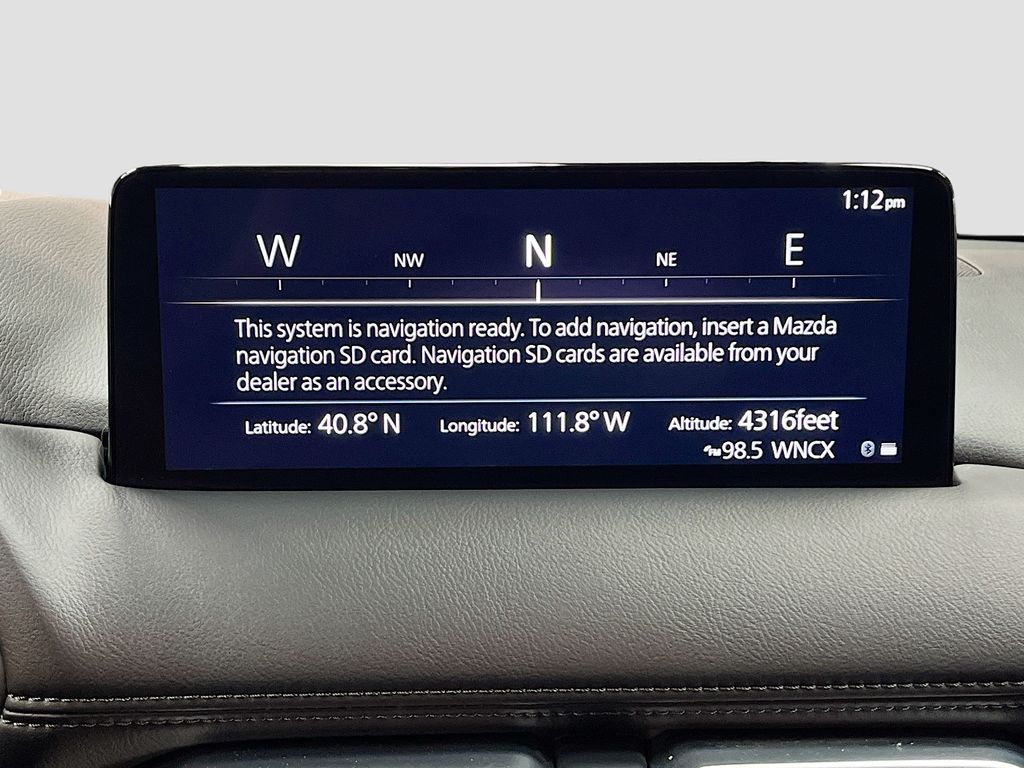 1:12pm
W NW N NE E
This system is navigation ready. To add navigation, insert a Mazda
navigation SD card. Navigation SD cards are available from your
dealer as an accessory.
Latitude: 40.8° N Longitude: 111.8° W Altitude: 4316feet
FM 98.5 WNCX